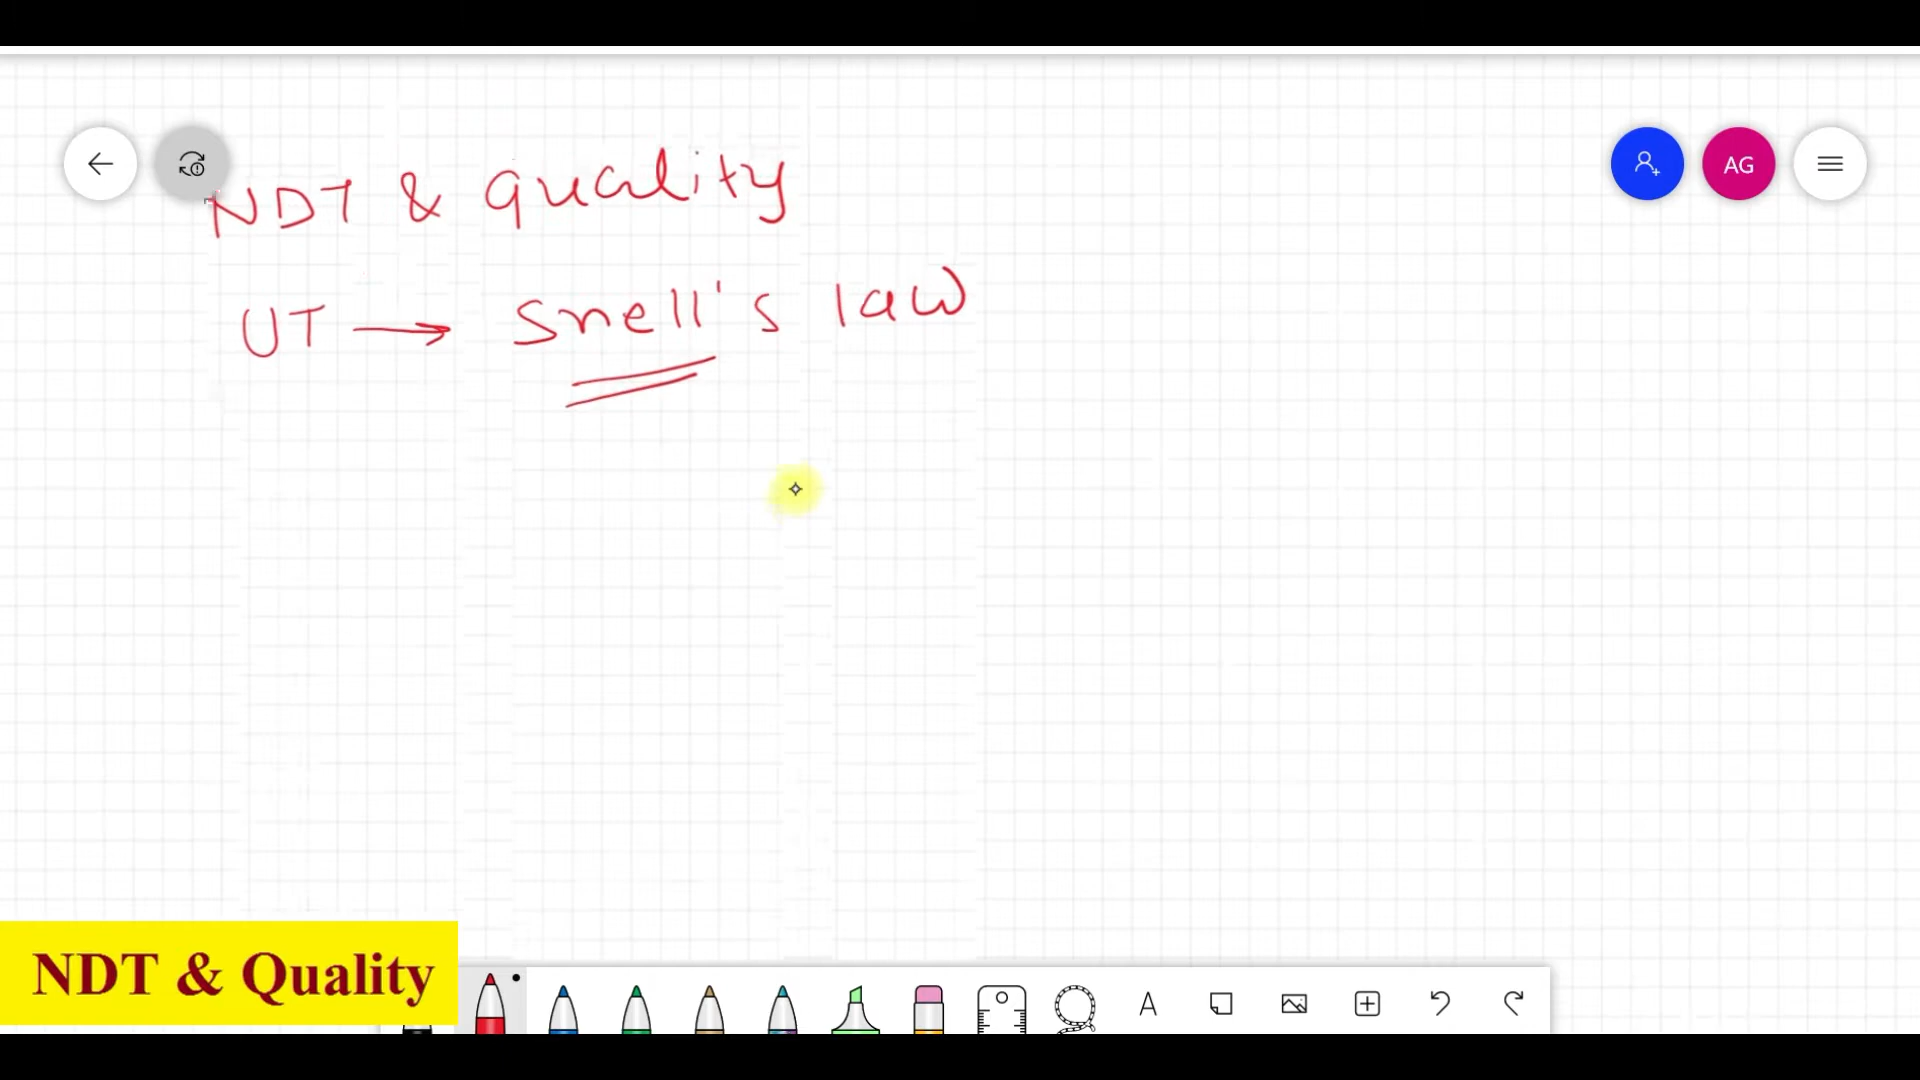 NDT & Quality
AG
UT → Snell's law
NDT & Quality
A